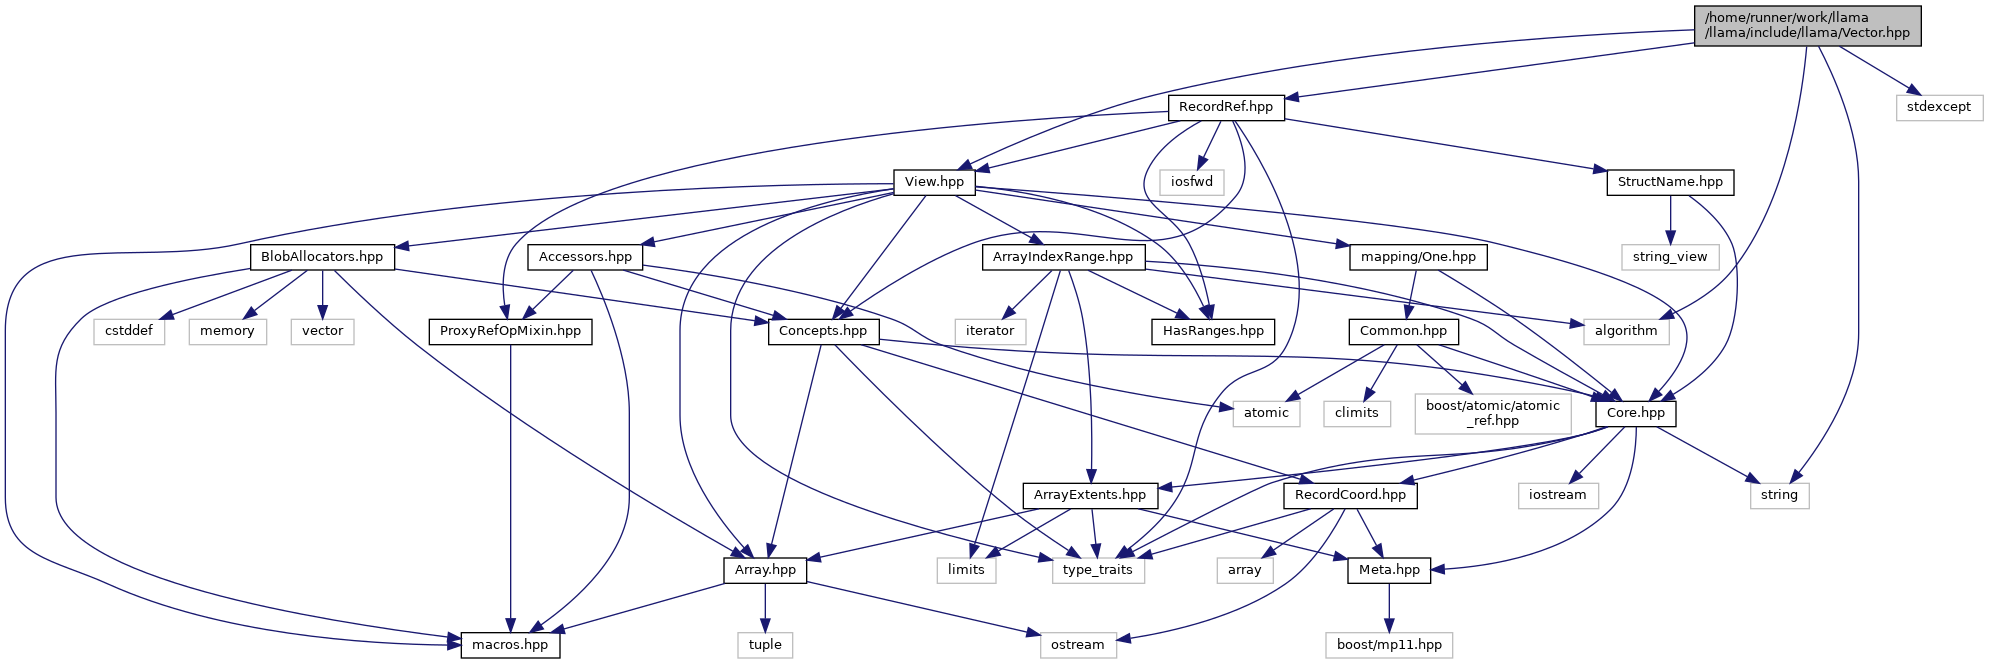 /home/runner/work/llama
/llama/include/llama/Vector.hpp
RecordRef.hpp
stdexcept
View.hpp
iosfwd
StructName.hpp
BlobAllocators.hpp
Accessors.hpp
ArrayIndexRange.hpp
mapping/One.hpp
string_view
cstddef
memory
vector
ProxyRefOpMixin.hpp
Concepts.hpp
iterator
HasRanges.hpp
Common.hpp
algorithm
atomic
climits
boost/atomic/atomic
_ref.hpp
Core.hpp
ArrayExtents.hpp
RecordCoord.hpp
iostream
string
Array.hpp
limits
type_traits
array
Meta.hpp
macros.hpp
tuple
ostream
boost/mp11.hpp